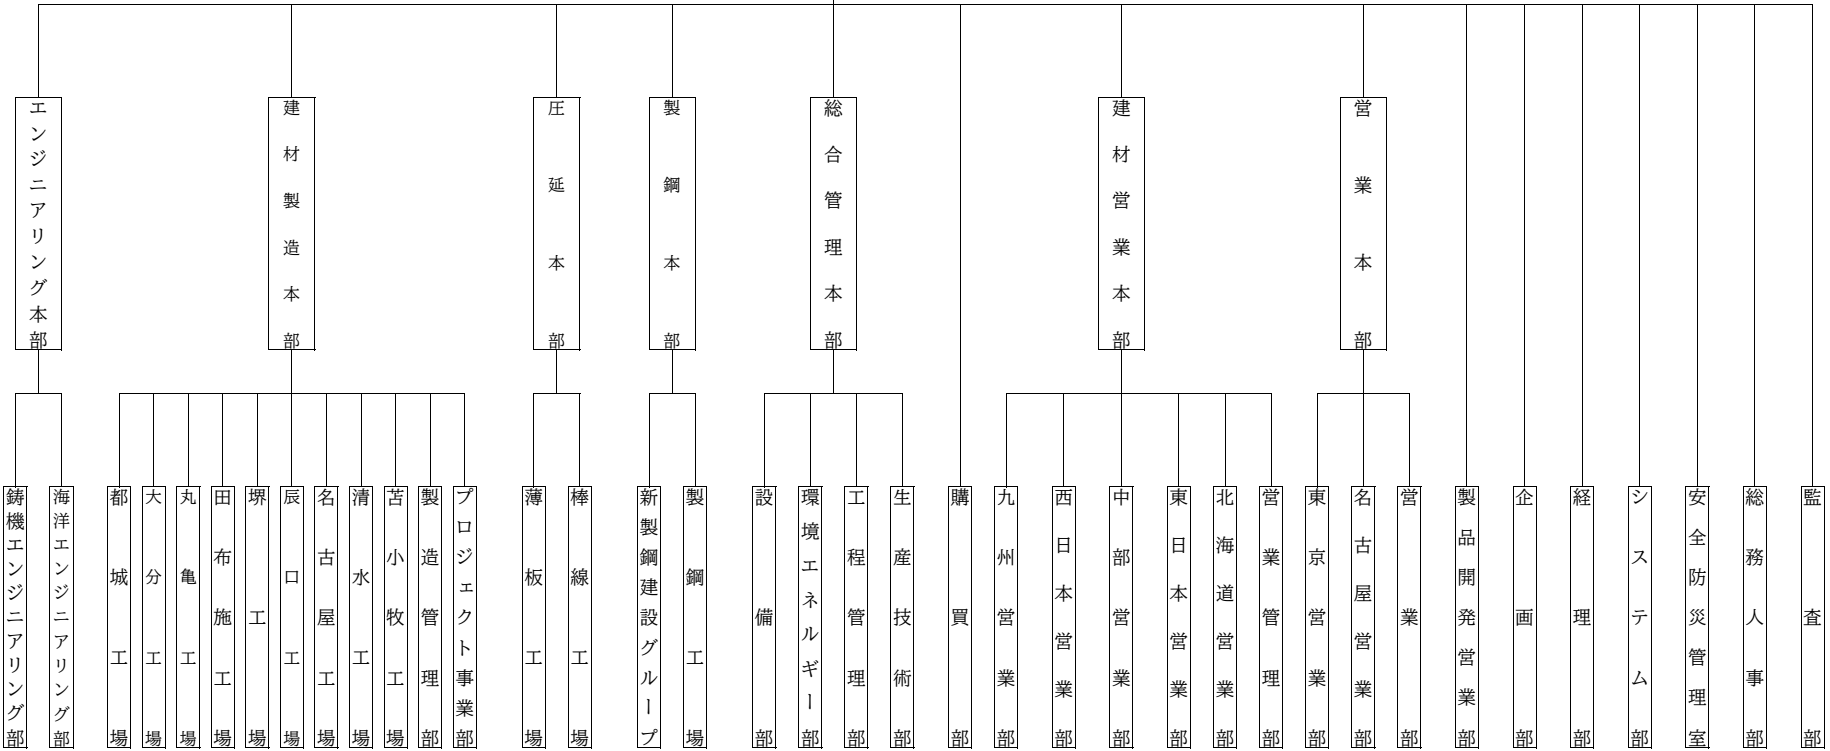 エンジニアリング本部
建材製造本部
圧延本部
製鋼本部
総合管理本部
建材営業本部
営業本部
鋳機エンジニアリング部
海洋エンジニアリング部
都城工場
大分工場
丸亀工場
田布施工場
堺工場
辰口工場
名古屋工場
清水工場
苫小牧工場
製造管理部
プロジェクト事業部
薄板工場
棒線工場
新製鋼建設グループ
製鋼工場
設備部
環境エネルギー部
工程管理部
生産技術部
購買部
九州営業部
西日本営業部
中部営業部
東日本営業部
北海道営業部
営業管理部
東京営業部
名古屋営業部
営業部
製品開発営業部
企画部
経理部
システム部
安全防災管理室
総務人事部
監査部